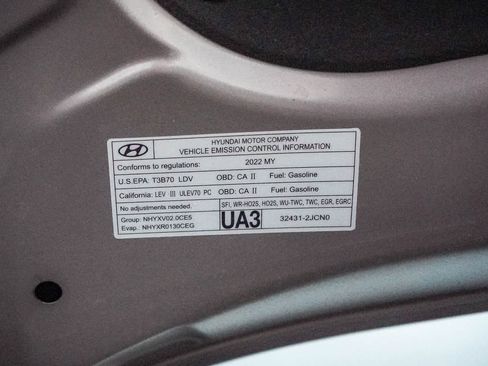 HYUNDAI MOTOR COMPANY
VEHICLE EMISSION CONTROL INFORMATION
Conforms to regulations: 2022 MY
U.S.EPA: T3B70 LDV OBD: CA II Fuel: Gasoline
California: LEV III ULEV70 PC OBD: CA II Fuel: Gasoline
No adjustments needed. SFI, WR-HO2S, HO2S, WU-TWC, TWC, EGR, EGRC
Group: NHYXV02.0CE5
Evap.: NHYXR0130CEG
UA3 32431-2JCN0